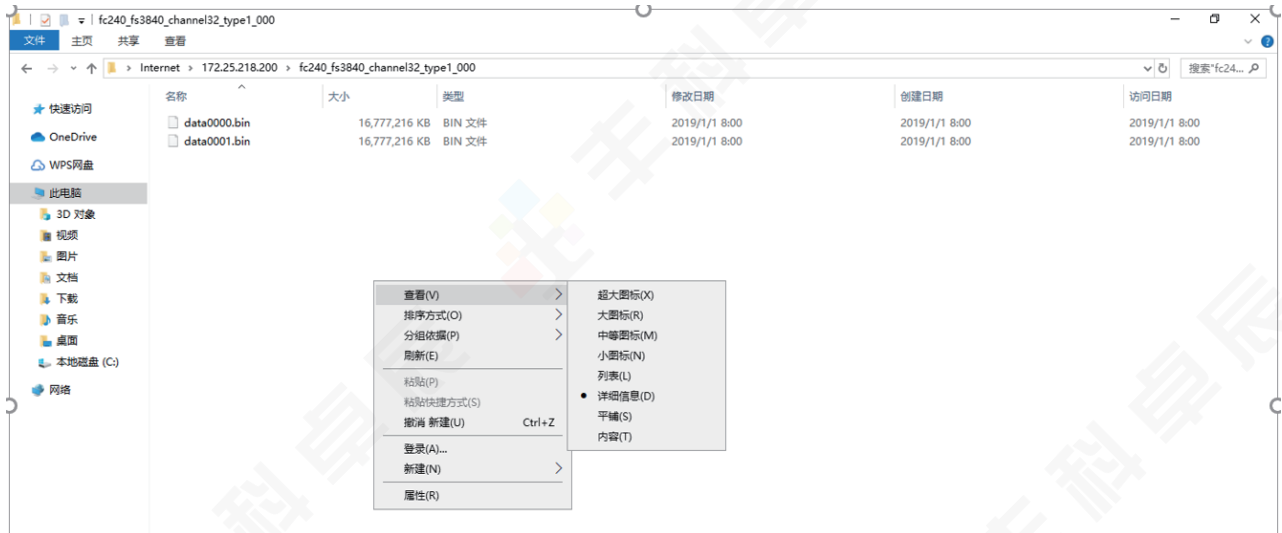 fc240_fs3840_channel32_type1_000
文件 主页 共享 查看
Internet › 172.25.218.200 › fc240_fs3840_channel32_type1_000 搜索"fc24...
名称 大小 类型 修改日期 创建日期 访问日期
data0000.bin 16,777,216 KB BIN 文件 2019/1/1 8:00 2019/1/1 8:00 2019/1/1 8:00
data0001.bin 16,777,216 KB BIN 文件 2019/1/1 8:00 2019/1/1 8:00 2019/1/1 8:00
快速访问
OneDrive
WPS网盘
此电脑
3D 对象
视频
图片
文档
下载
音乐
桌面
本地磁盘 (C:)
网络
查看(V)
排序方式(O)
分组依据(P)
刷新(E)
粘贴(P)
粘贴快捷方式(S)
撤消 新建(U) Ctrl+Z
登录(A)...
新建(N)
属性(R)
超大图标(X)
大图标(R)
中等图标(M)
小图标(N)
列表(L)
详细信息(D)
平铺(S)
内容(T)
丰科卓辰